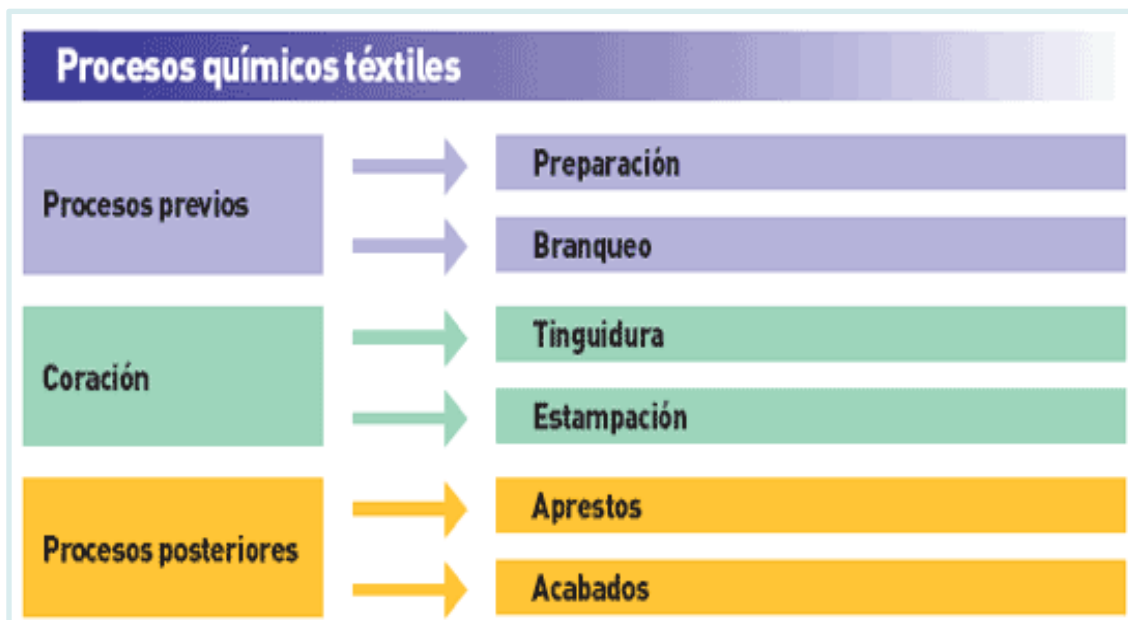 Procesos químicos téxtiles
Procesos previos
Preparación
Branqueo
Coración
Tinguidura
Estampación
Procesos posteriores
Aprestos
Acabados